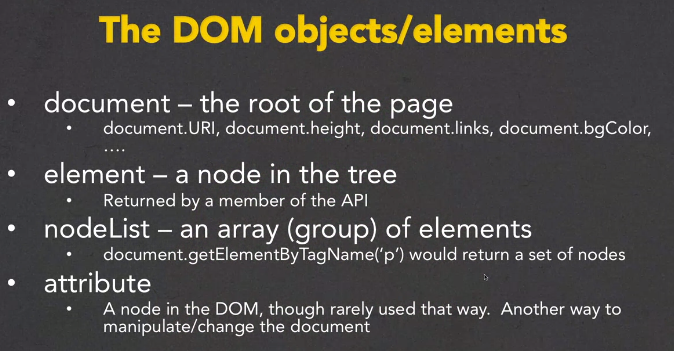 The DOM objects/elements
• document – the root of the page
• document.URI, document.height, document.links, document.bgColor,
....
• element – a node in the tree
• Returned by a member of the API
• nodeList – an array (group) of elements
• document.getElementByTagName(‘p’) would return a set of nodes
• attribute
• A node in the DOM, though rarely used that way. Another way to
manipulate/change the document